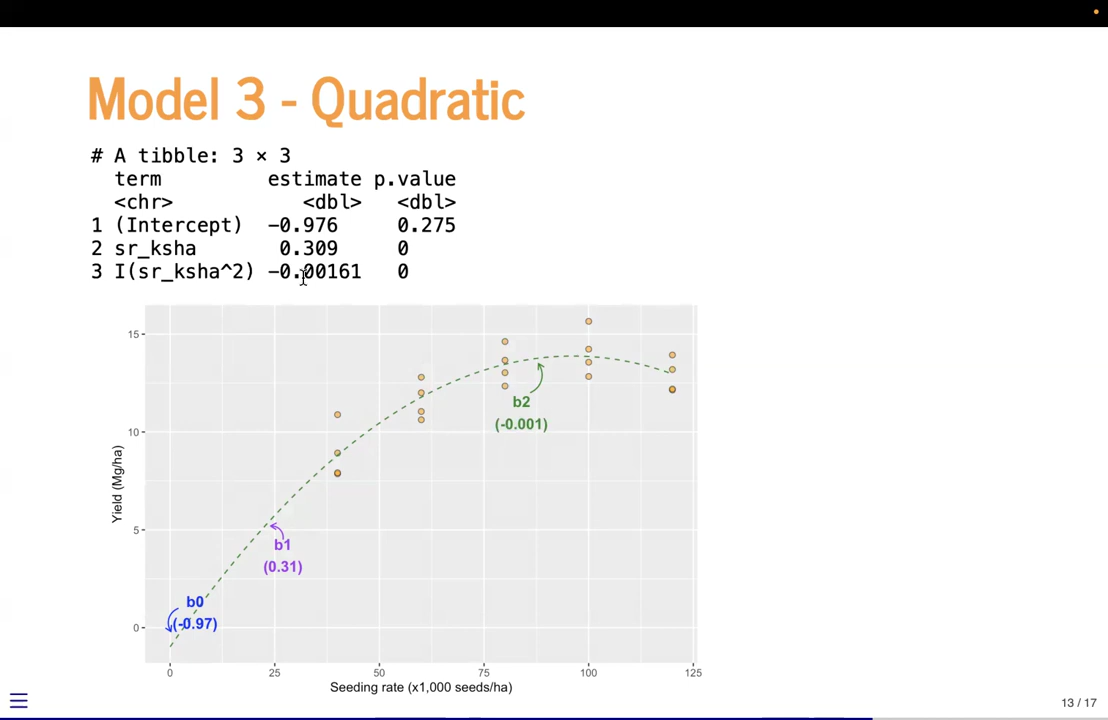 Model 3 - Quadratic
# A tibble: 3 × 3
term estimate p.value
<chr> <dbl> <dbl>
1 (Intercept) -0.976 0.275
2 sr_ksha 0.309 0
3 I(sr_ksha^2) -0.00161 0
15
10
5
0
Yield (Mg/ha)
b2
(-0.001)
b1
(0.31)
b0
(-0.97)
0 25 50 75 100 125
Seeding rate (x1,000 seeds/ha)
13 / 17